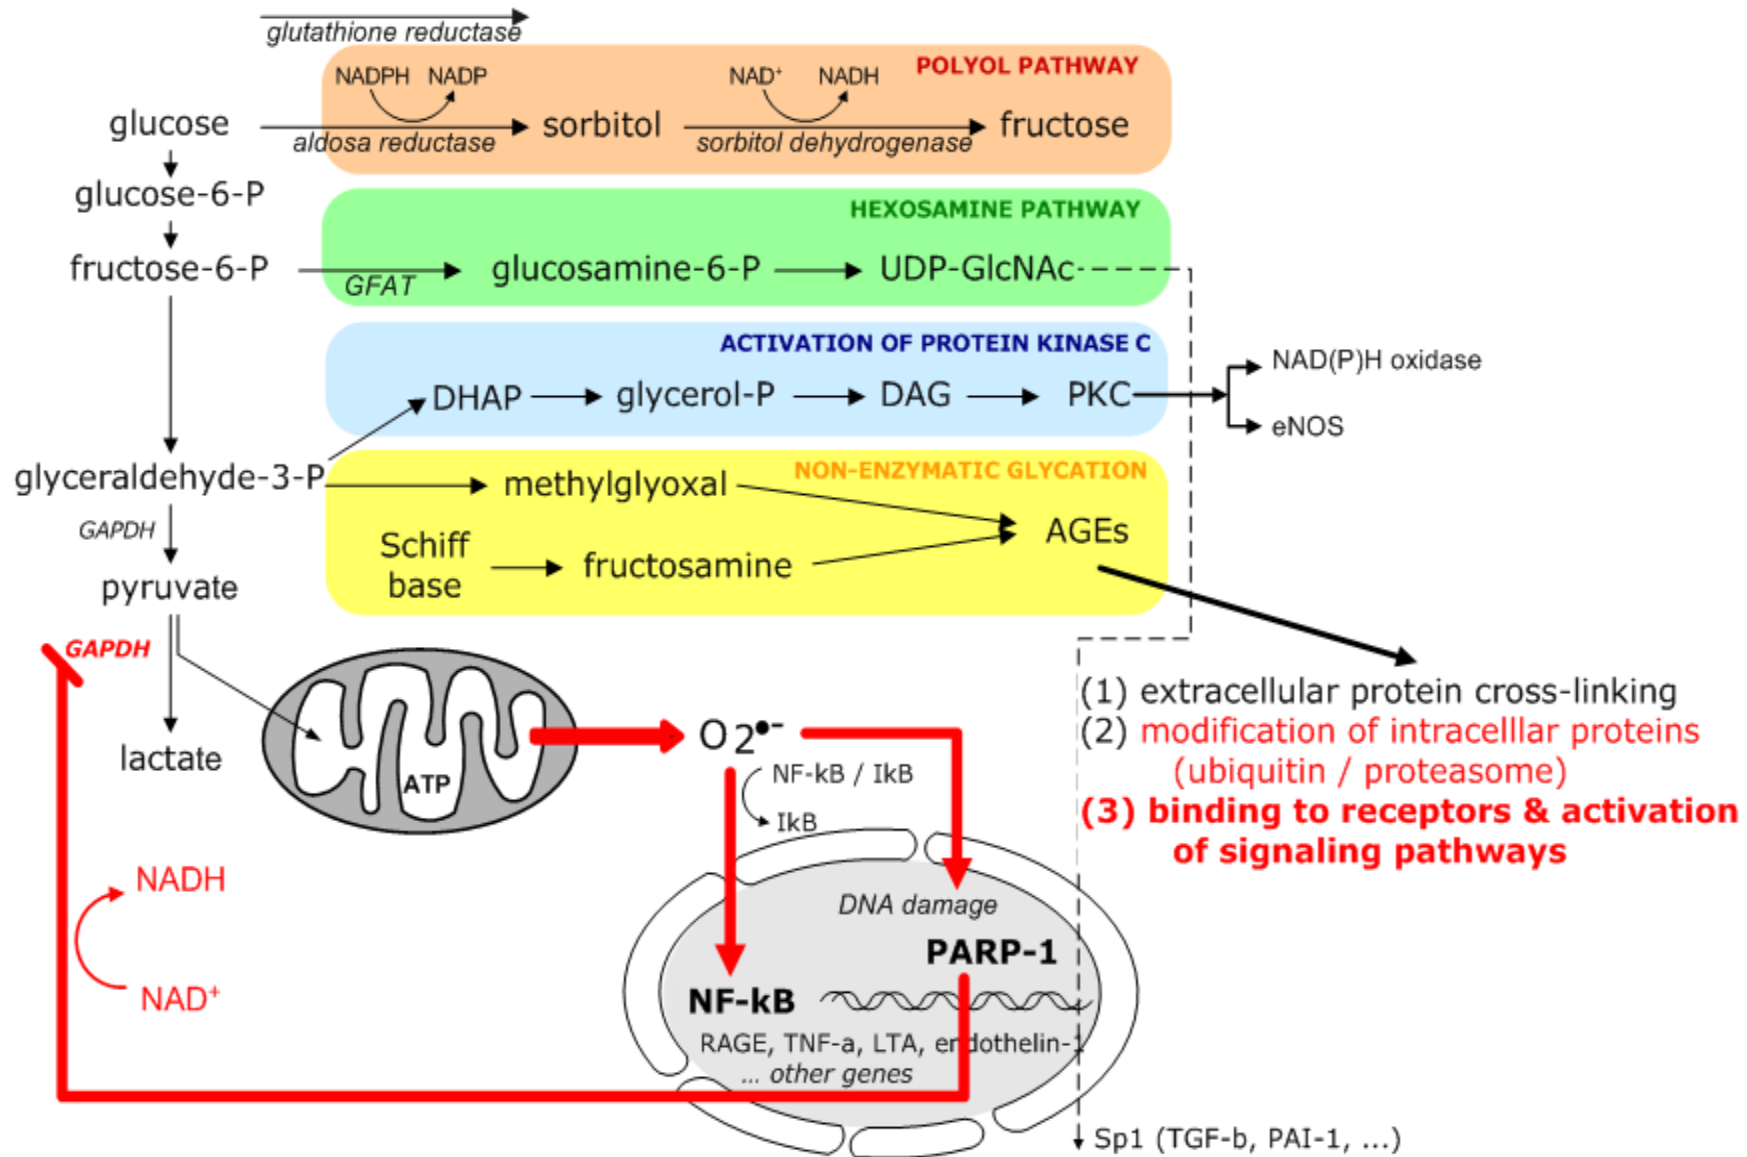 glutathione reductase
POLYOL PATHWAY
NADPH NADP NAD⁺ NADH
glucose sorbitol fructose
aldosa reductase sorbitol dehydrogenase
glucose-6-P
HEXOSAMINE PATHWAY
fructose-6-P glucosamine-6-P UDP-GlcNAc
GFAT
ACTIVATION OF PROTEIN KINASE C
NAD(P)H oxidase
DHAP glycerol-P DAG PKC
eNOS
NON-ENZYMATIC GLYCATION
glyceraldehyde-3-P methylglyoxal
GAPDH
AGEs
Schiff
base
fructosamine
pyruvate
GAPDH
lactate
ATP
O2•-
(1) extracellular protein cross-linking
(2) modification of intracelllar proteins
(ubiquitin / proteasome)
(3) binding to receptors & activation
of signaling pathways
NF-kB / IkB
IkB
NADH
NAD⁺
DNA damage
PARP-1
NF-kB
RAGE, TNF-a, LTA, endothelin-1
... other genes
Sp1 (TGF-b, PAI-1, ...)